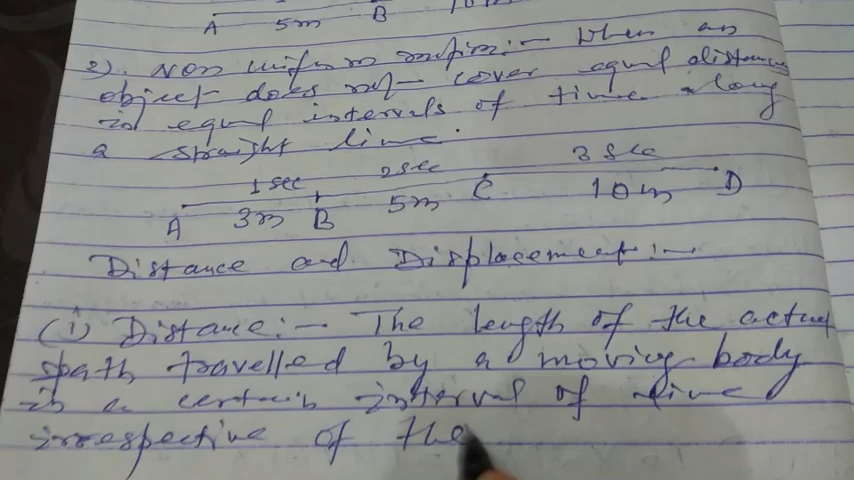 A 5m B 10m
2). Non uniform motion:- When an
object does not cover equal distances
in equal intervals of time along
a straight line.
1 sec 2 sec 3 sec
A 3m B 5m C 10m D
Distance and Displacement:-
(i) Distance:- The length of the actual
path travelled by a moving body
in a certain interval of time
irrespective of the